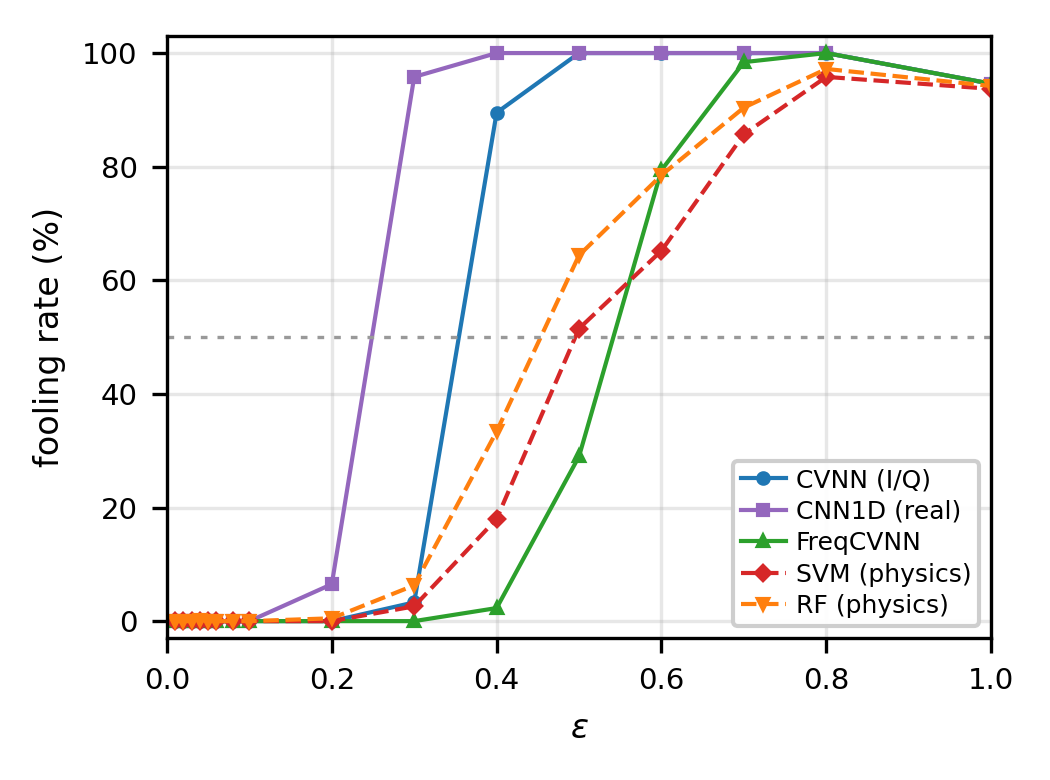 fooling rate (%)
100
80
60
40
20
0
0.0 0.2 0.4 0.6 0.8 1.0
ε
CVNN (I/Q)
CNN1D (real)
FreqCVNN
SVM (physics)
RF (physics)